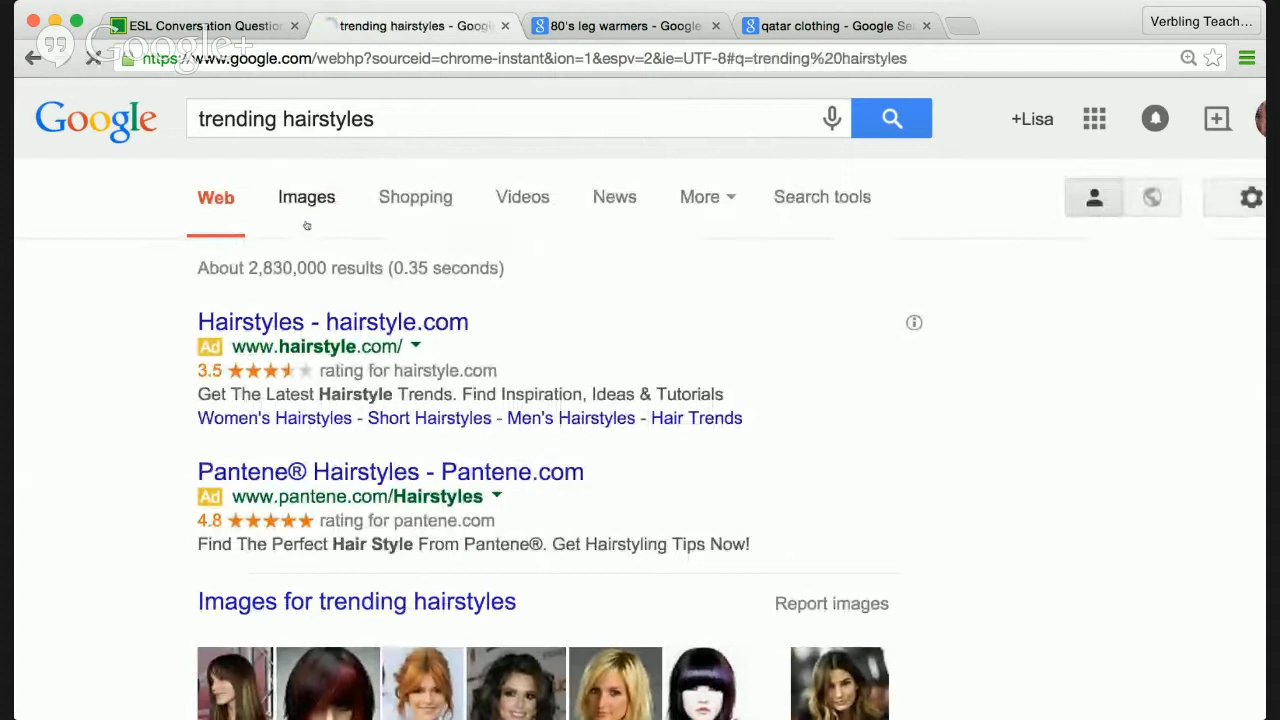 ESL Conversation Question
trending hairstyles - Goog
80's leg warmers - Google
qatar clothing - Google Se
Verbling Teach...
Google+
https://www.google.com/webhp?sourceid=chrome-instant&ion=1&espv=2&ie=UTF-8#q=trending%20hairstyles
Google
trending hairstyles
+Lisa
Web
Images
Shopping
Videos
News
More
Search tools
About 2,830,000 results (0.35 seconds)
Hairstyles - hairstyle.com
Ad www.hairstyle.com/
3.5 rating for hairstyle.com
Get The Latest Hairstyle Trends. Find Inspiration, Ideas & Tutorials
Women's Hairstyles - Short Hairstyles - Men's Hairstyles - Hair Trends
Pantene® Hairstyles - Pantene.com
Ad www.pantene.com/Hairstyles
4.8 rating for pantene.com
Find The Perfect Hair Style From Pantene®. Get Hairstyling Tips Now!
Images for trending hairstyles
Report images